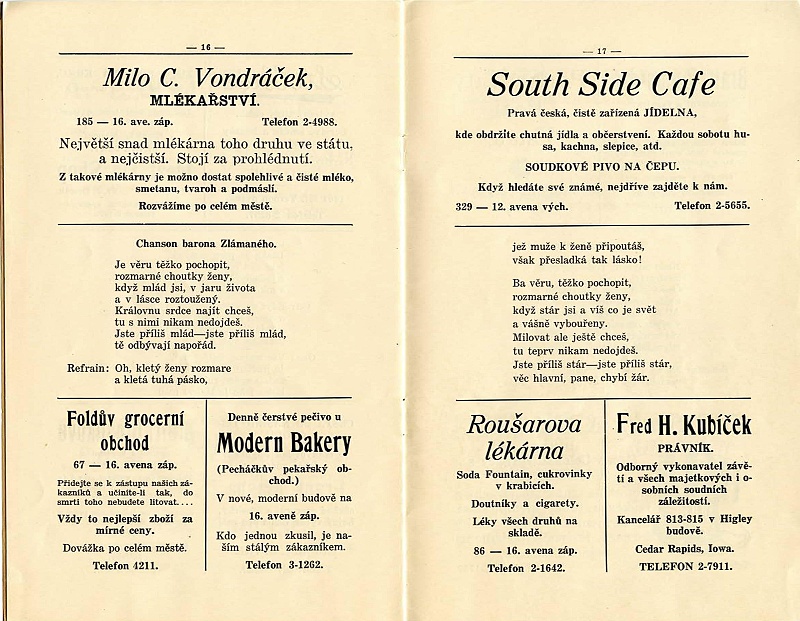 — 16 —
Milo C. Vondráček,
MLÉKAŘSTVÍ.
185 — 16. ave. záp. Telefon 2-4988.
Největší snad mlékárna toho druhu ve státu,
a nejčistší. Stojí za prohlédnutí.
Z takové mlékárny je možno dostat spolehlivé a čisté mléko,
smetanu, tvaroh a podmáslí.
Rozvážíme po celém městě.
Chanson barona Zlámaného.
Je věru těžko pochopit,
rozmarné choutky ženy,
když mlád jsi, v jaru života
a v lásce roztoužený.
Královnu srdce najít chceš,
tu s nimi nikam nedojdeš.
Jste příliš mlád—jste příliš mlád,
tě odbývají napořád.
Refrain: Oh, kletý ženy rozmare
a kletá tuhá pásko,
Foldův grocerní
obchod
67 — 16. avena záp.
Přidejte se k zástupu našich zá-
kazníků a učiníte-li tak, do
smrti toho nebudete litovat....
Vždy to nejlepší zboží za
mírné ceny.
Dovážka po celém městě.
Telefon 4211.
Denně čerstvé pečivo u
Modern Bakery
(Pecháčkův pekařský ob-
chod.)
V nové, moderní budově na
16. aveně záp.
Kdo jednou zkusil, je na-
ším stálým zákazníkem.
Telefon 3-1262.
— 17 —
South Side Cafe
Pravá česká, čistě zařízená JÍDELNA,
kde obdržíte chutná jídla a občerstvení. Každou sobotu hu-
sa, kachna, slepice, atd.
SOUDKOVÉ PIVO NA ČEPU.
Když hledáte své známé, nejdříve zajděte k nám.
329 — 12. avena vých. Telefon 2-5655.
jež muže k ženě připoutáš,
však přesladká tak lásko!
Ba věru, těžko pochopit,
rozmarné choutky ženy,
když stár jsi a víš co je svět
a vášně vybouřeny.
Milovat ale ještě chceš,
tu teprv nikam nedojdeš.
Jste příliš stár—jste příliš stár,
věc hlavní, pane, chybí žár.
Roušarova
lékárna
Soda Fountain, cukrovinky
v krabicích.
Doutníky a cigarety.
Léky všech druhů na
skladě.
86 — 16. avena záp.
Telefon 2-1642.
Fred H. Kubíček
PRÁVNÍK.
Odborný vykonavatel závě-
tí a všech majetkových i o-
sobních soudních
záležitostí.
Kancelář 813-815 v Higley
budově.
Cedar Rapids, Iowa.
TELEFON 2-7911.